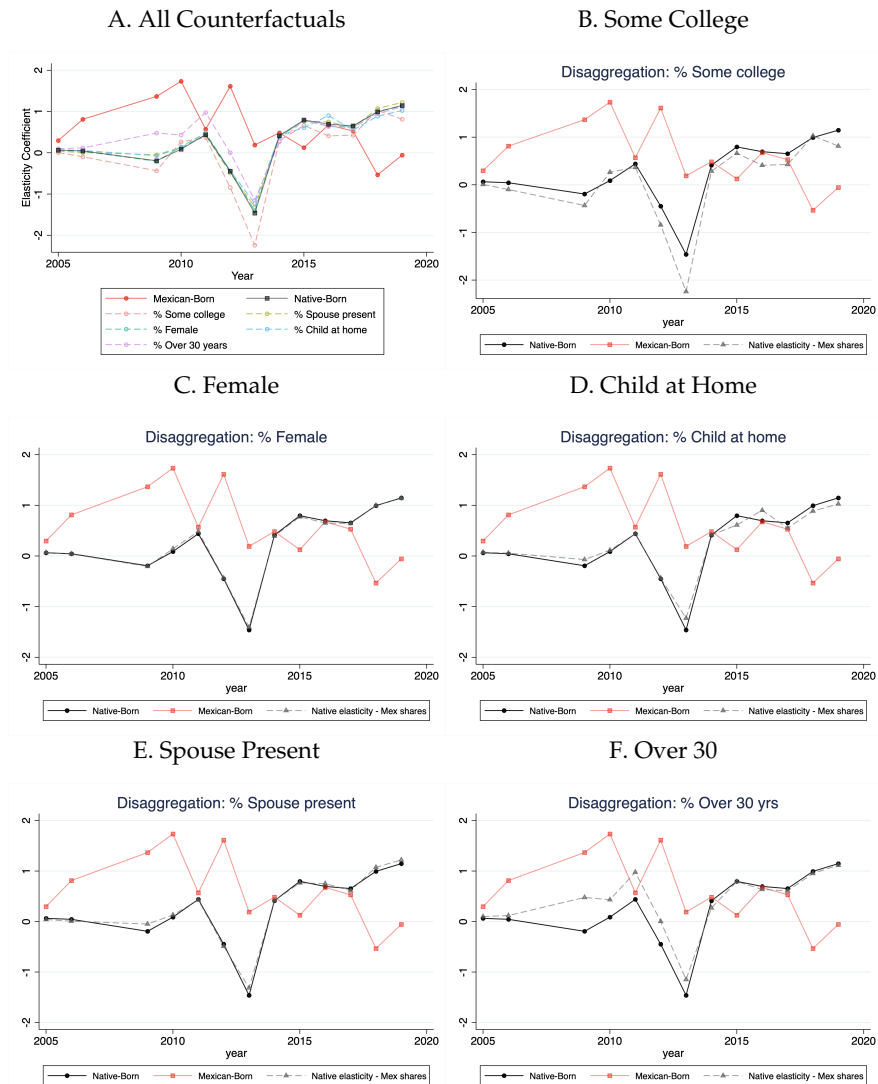 A. All Counterfactuals
2
1
0
-1
-2
Elasticity Coefficient
2005
2010
2015
2020
Year
Mexican-Born
Native-Born
% Some college
% Spouse present
% Female
% Child at home
% Over 30 years
B. Some College
Disaggregation: % Some college
2
1
0
-1
-2
2005
2010
2015
2020
year
Native-Born
Mexican-Born
Native elasticity - Mex shares
C. Female
Disaggregation: % Female
2
1
0
-1
-2
2005
2010
2015
2020
year
Native-Born
Mexican-Born
Native elasticity - Mex shares
D. Child at Home
Disaggregation: % Child at home
2
1
0
-1
-2
2005
2010
2015
2020
year
Native-Born
Mexican-Born
Native elasticity - Mex shares
E. Spouse Present
Disaggregation: % Spouse present
2
1
0
-1
-2
2005
2010
2015
2020
year
Native-Born
Mexican-Born
Native elasticity - Mex shares
F. Over 30
Disaggregation: % Over 30 yrs
2
1
0
-1
-2
2005
2010
2015
2020
year
Native-Born
Mexican-Born
Native elasticity - Mex shares